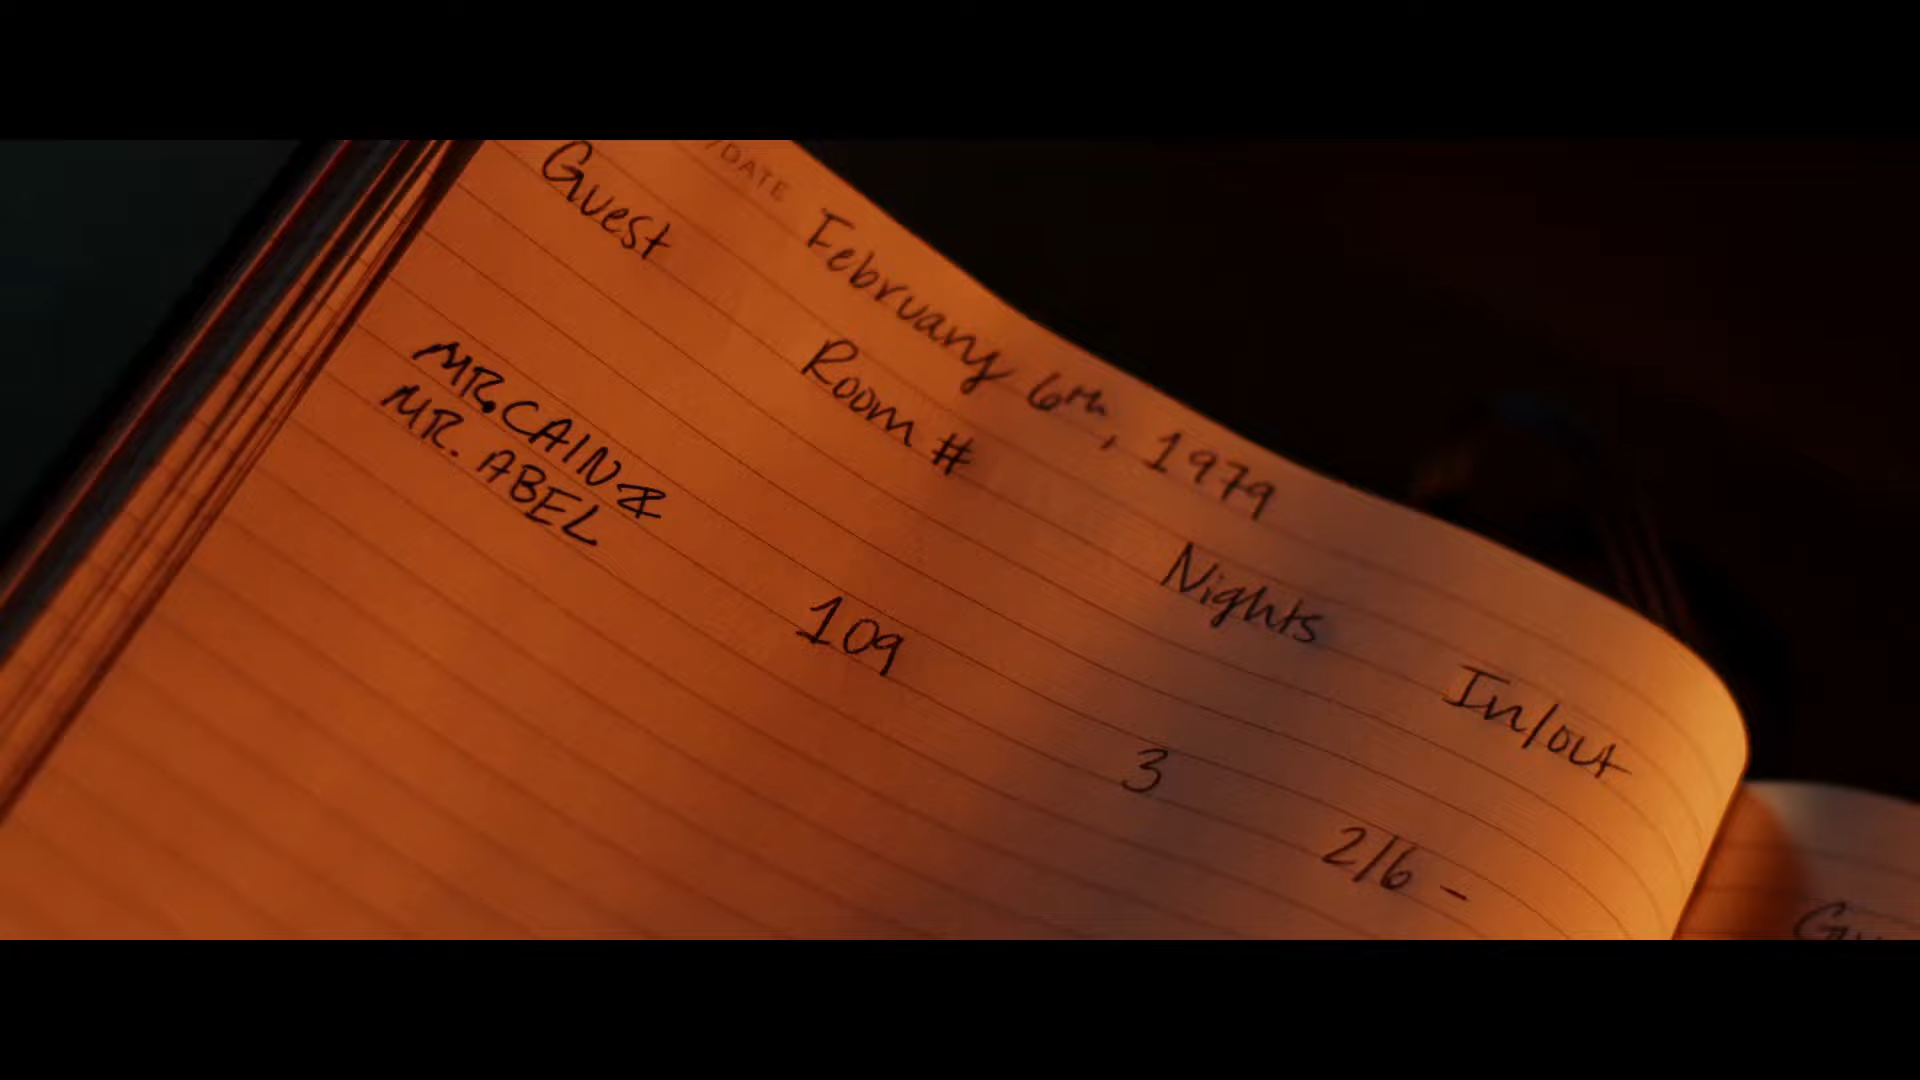 /DATE
February 6th, 1979
Guest Room # Nights In/out
MR. CAIN &
MR. ABEL 109 3 2/6 -